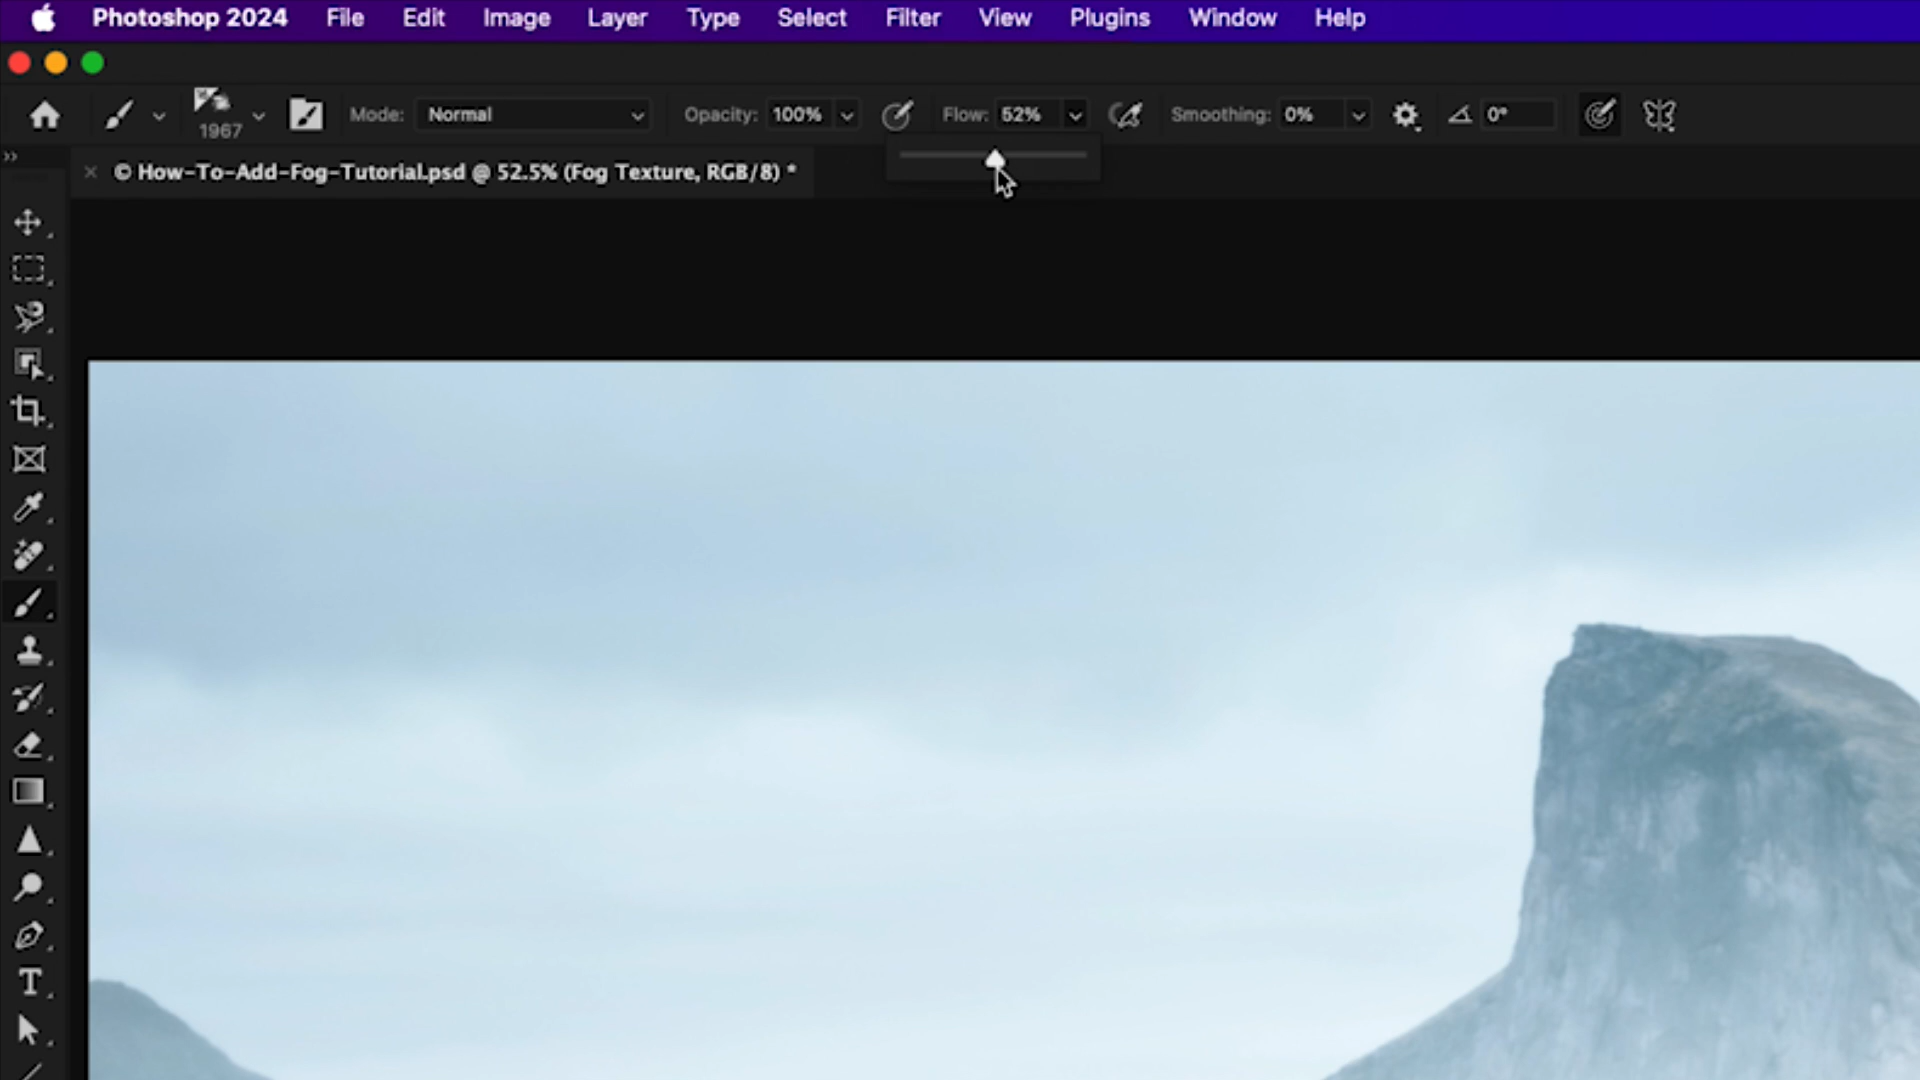 Photoshop 2024 File Edit Image Layer Type Select Filter View Plugins Window Help
1967 Mode: Normal Opacity: 100% Flow: 52% Smoothing: 0% 0°
© How-To-Add-Fog-Tutorial.psd @ 52.5% (Fog Texture, RGB/8) *